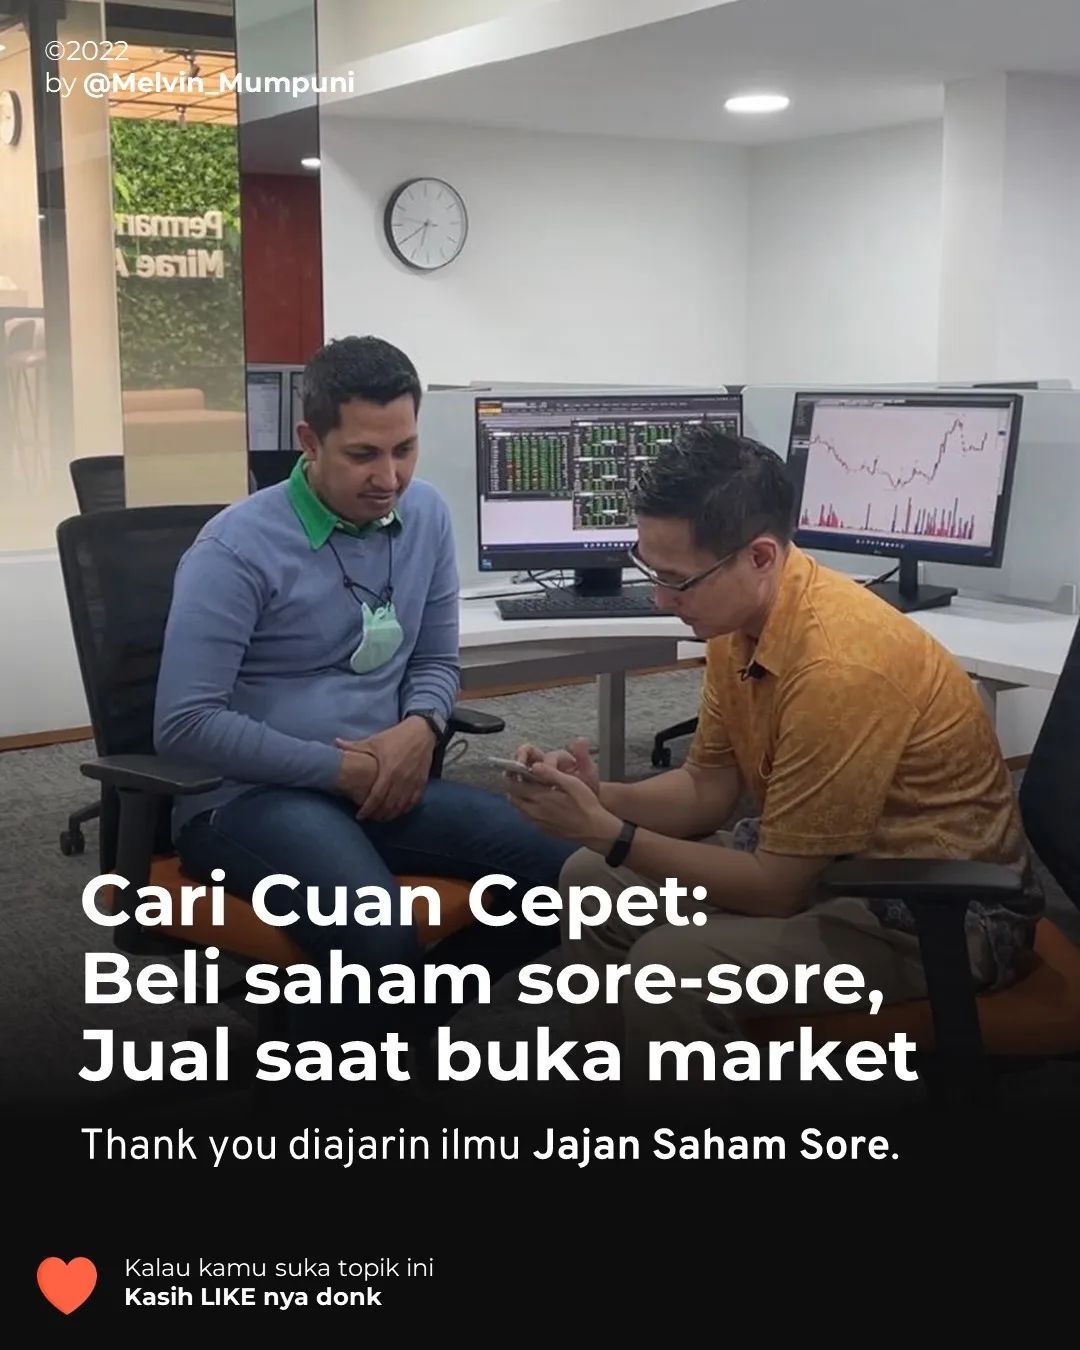 ©2022
by @Melvin_Mumpuni
Mirae A
Cari Cuan Cepet:
Beli saham sore-sore,
Jual saat buka market
Thank you diajarin ilmu Jajan Saham Sore.
Kalau kamu suka topik ini
Kasih LIKE nya donk